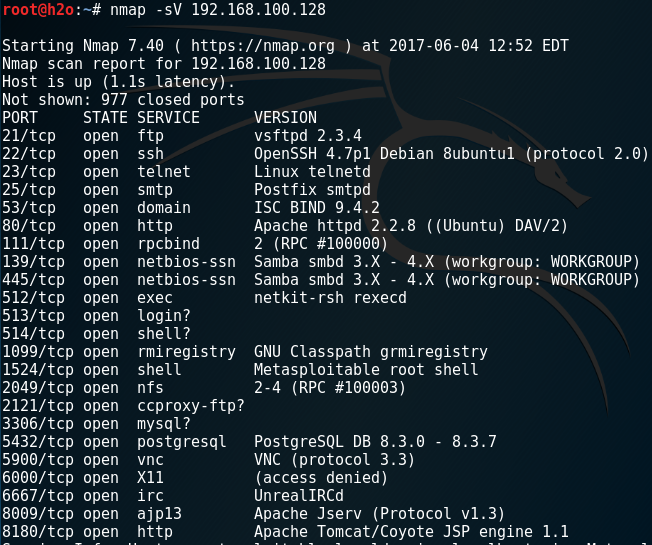 root@h2o:~# nmap -sV 192.168.100.128
Starting Nmap 7.40 ( https://nmap.org ) at 2017-06-04 12:52 EDT
Nmap scan report for 192.168.100.128
Host is up (1.1s latency).
Not shown: 977 closed ports
PORT     STATE SERVICE     VERSION
21/tcp   open  ftp         vsftpd 2.3.4
22/tcp   open  ssh         OpenSSH 4.7p1 Debian 8ubuntu1 (protocol 2.0)
23/tcp   open  telnet      Linux telnetd
25/tcp   open  smtp        Postfix smtpd
53/tcp   open  domain      ISC BIND 9.4.2
80/tcp   open  http        Apache httpd 2.2.8 ((Ubuntu) DAV/2)
111/tcp  open  rpcbind     2 (RPC #100000)
139/tcp  open  netbios-ssn Samba smbd 3.X - 4.X (workgroup: WORKGROUP)
445/tcp  open  netbios-ssn Samba smbd 3.X - 4.X (workgroup: WORKGROUP)
512/tcp  open  exec        netkit-rsh rexecd
513/tcp  open  login?
514/tcp  open  shell?
1099/tcp open  rmiregistry GNU Classpath grmiregistry
1524/tcp open  shell       Metasploitable root shell
2049/tcp open  nfs         2-4 (RPC #100003)
2121/tcp open  ccproxy-ftp?
3306/tcp open  mysql?
5432/tcp open  postgresql  PostgreSQL DB 8.3.0 - 8.3.7
5900/tcp open  vnc         VNC (protocol 3.3)
6000/tcp open  X11         (access denied)
6667/tcp open  irc         UnrealIRCd
8009/tcp open  ajp13       Apache Jserv (Protocol v1.3)
8180/tcp open  http        Apache Tomcat/Coyote JSP engine 1.1